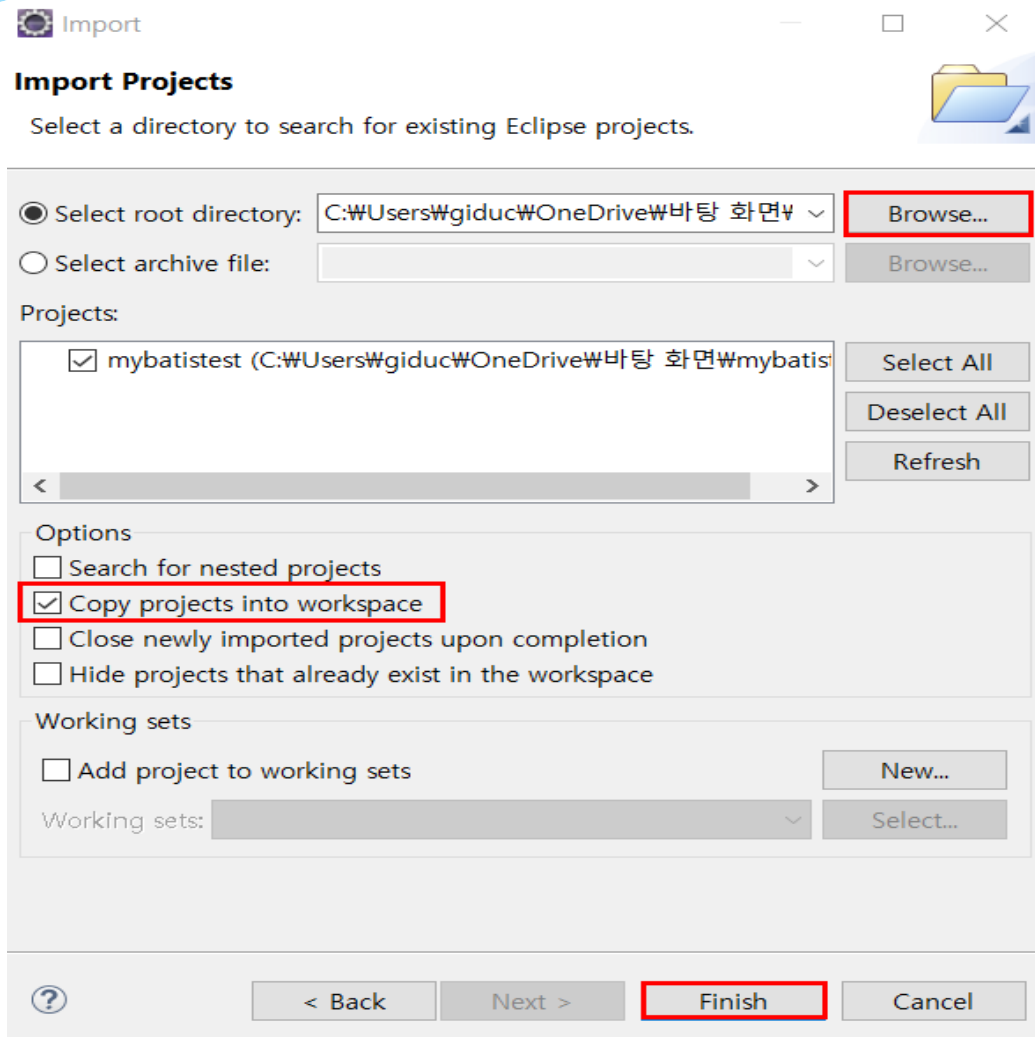 Import
Import Projects
Select a directory to search for existing Eclipse projects.
Select root directory: C:₩Users₩giduc₩OneDrive₩바탕 화면₩ Browse...
Select archive file: Browse...
Projects:
mybatistest (C:₩Users₩giduc₩OneDrive₩바탕 화면₩mybatist
Select All
Deselect All
Refresh
Options
Search for nested projects
Copy projects into workspace
Close newly imported projects upon completion
Hide projects that already exist in the workspace
Working sets
Add project to working sets New...
Working sets: Select...
? < Back Next > Finish Cancel